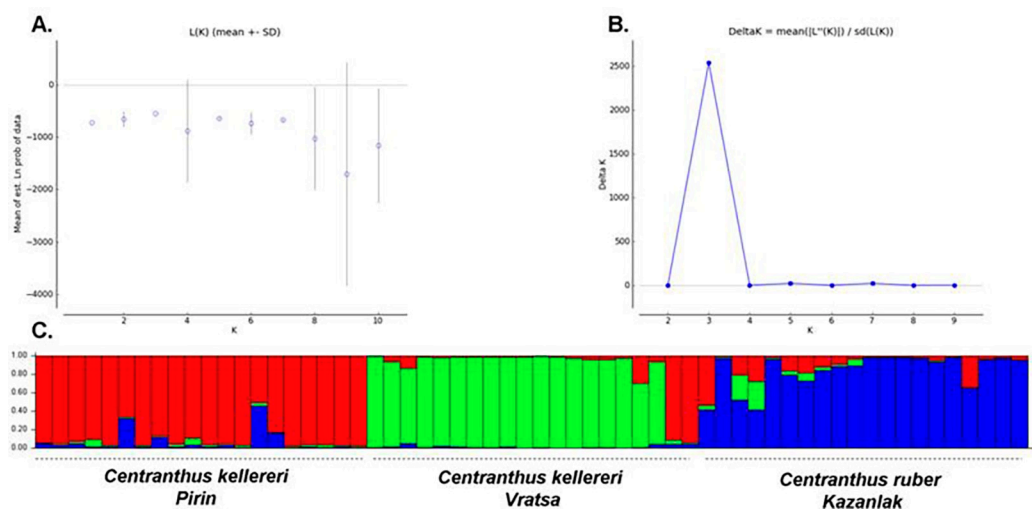 A.
L(K) (mean +- SD)
Mean of est. Ln prob of data
0
−1000
−2000
−3000
−4000
2 4 6 8 10
K
B.
DeltaK = mean(|L''(K)|) / sd(L(K))
Delta K
2500
2000
1500
1000
500
0
2 3 4 5 6 7 8 9
K
C.
1.00
0.80
0.60
0.40
0.20
0.00
Centranthus kellereri
Pirin
Centranthus kellereri
Vratsa
Centranthus ruber
Kazanlak